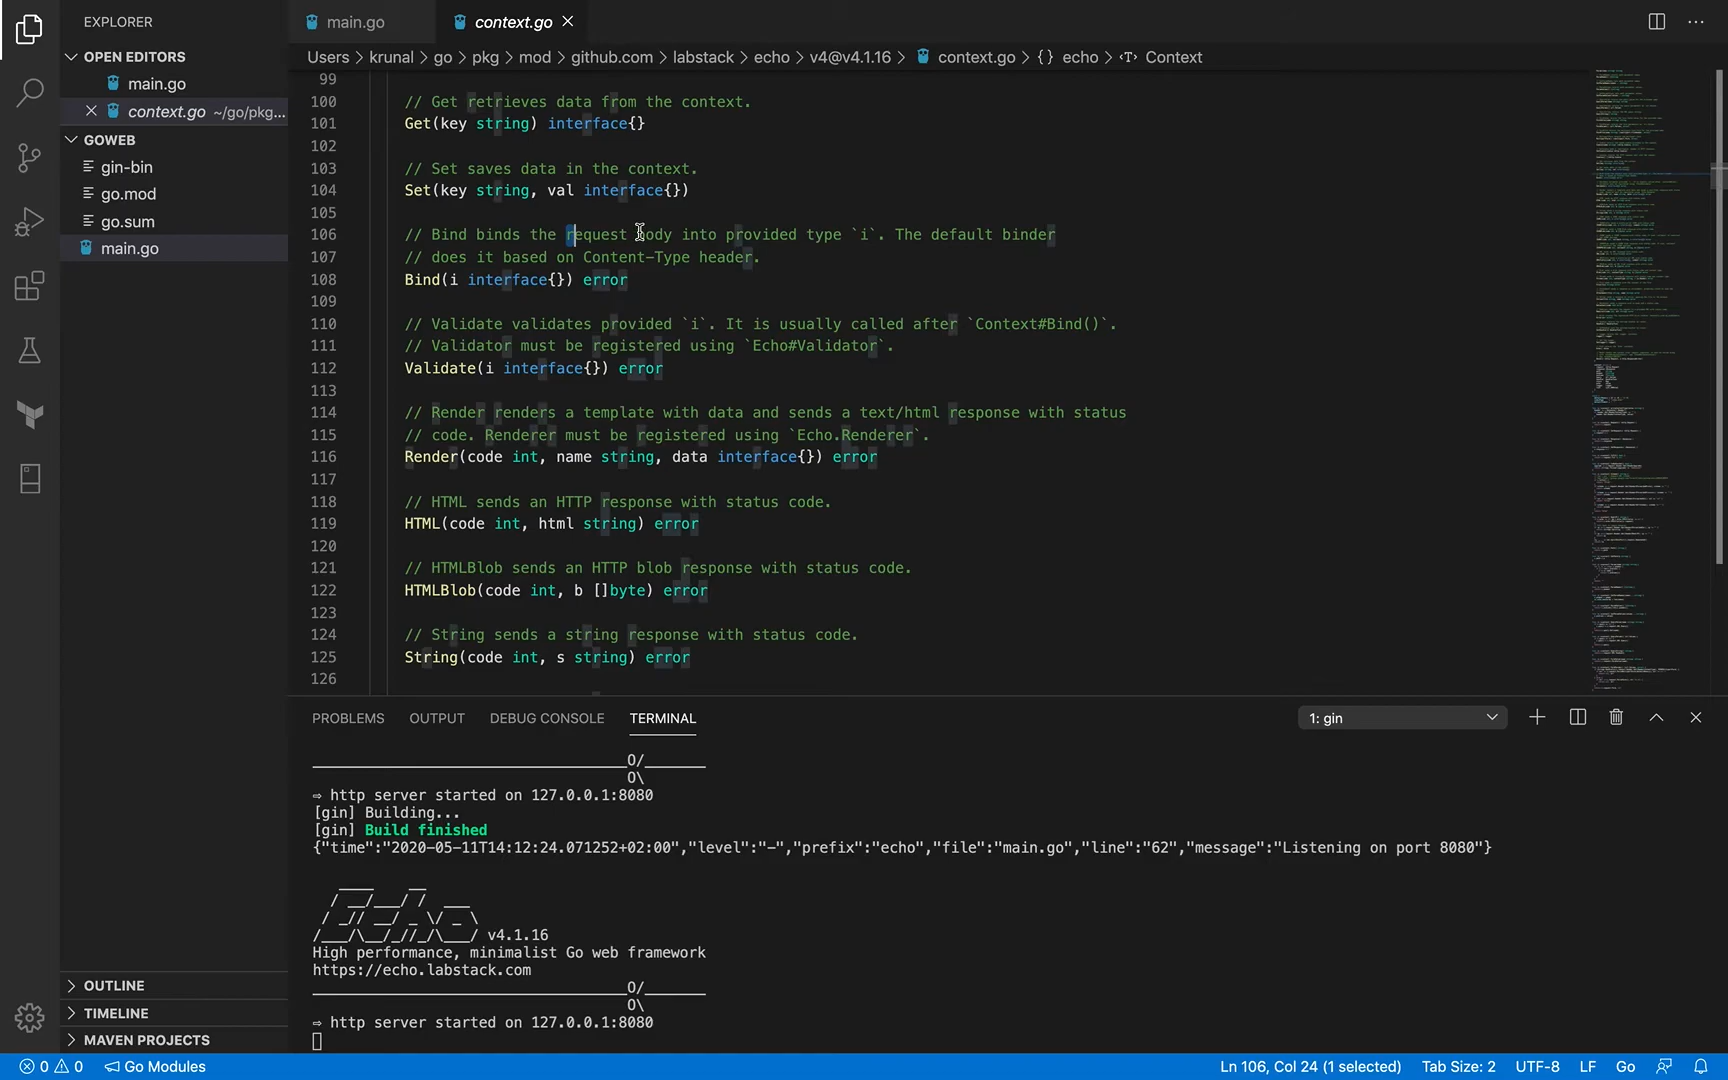 EXPLORER
OPEN EDITORS
main.go
context.go ~/go/pkg...
GOWEB
gin-bin
go.mod
go.sum
main.go
OUTLINE
TIMELINE
MAVEN PROJECTS
main.go
context.go
Users > krunal > go > pkg > mod > github.com > labstack > echo > v4@v4.1.16 > context.go > {} echo > Context
99
100 // Get retrieves data from the context.
101 Get(key string) interface{}
102
103 // Set saves data in the context.
104 Set(key string, val interface{})
105
106 // Bind binds the request body into provided type `i`. The default binder
107 // does it based on Content-Type header.
108 Bind(i interface{}) error
109
110 // Validate validates provided `i`. It is usually called after `Context#Bind()`.
111 // Validator must be registered using `Echo#Validator`.
112 Validate(i interface{}) error
113
114 // Render renders a template with data and sends a text/html response with status
115 // code. Renderer must be registered using `Echo.Renderer`.
116 Render(code int, name string, data interface{}) error
117
118 // HTML sends an HTTP response with status code.
119 HTML(code int, html string) error
120
121 // HTMLBlob sends an HTTP blob response with status code.
122 HTMLBlob(code int, b []byte) error
123
124 // String sends a string response with status code.
125 String(code int, s string) error
126
PROBLEMS OUTPUT DEBUG CONSOLE TERMINAL
1: gin
____________________________________O/_______
                                    O\
⇨ http server started on 127.0.0.1:8080
[gin] Building...
[gin] Build finished
{"time":"2020-05-11T14:12:24.071252+02:00","level":"-","prefix":"echo","file":"main.go","line":"62","message":"Listening on port 8080"}
   ____    __
  / __/___/ /  ___
 / _// __/ _ \/ _ \
/___/\__/_//_/\___/ v4.1.16
High performance, minimalist Go web framework
https://echo.labstack.com
____________________________________O/_______
                                    O\
⇨ http server started on 127.0.0.1:8080
0 0 Go Modules
Ln 106, Col 24 (1 selected) Tab Size: 2 UTF-8 LF Go